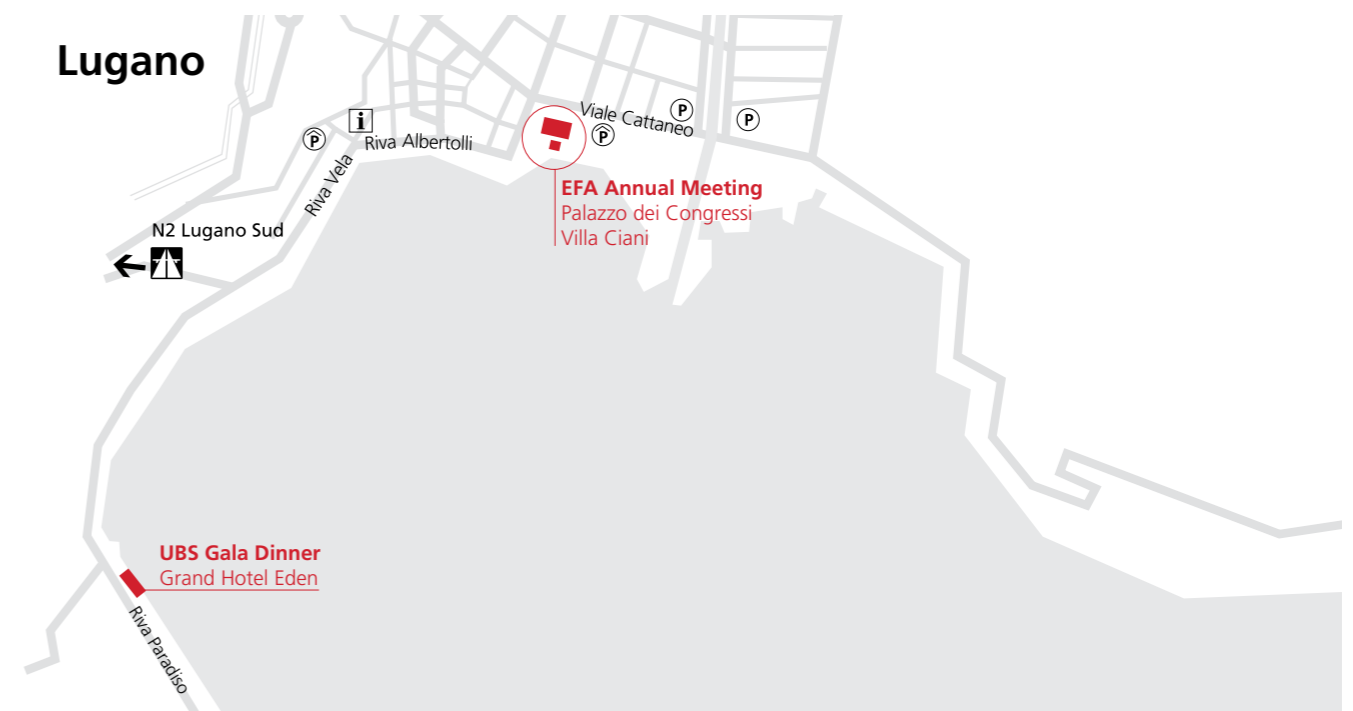 Lugano
Viale Cattaneo
P
P
P
P
i
Riva Albertolli
Riva Vela
EFA Annual Meeting
Palazzo dei Congressi
Villa Ciani
N2 Lugano Sud
UBS Gala Dinner
Grand Hotel Eden
Riva Paradiso